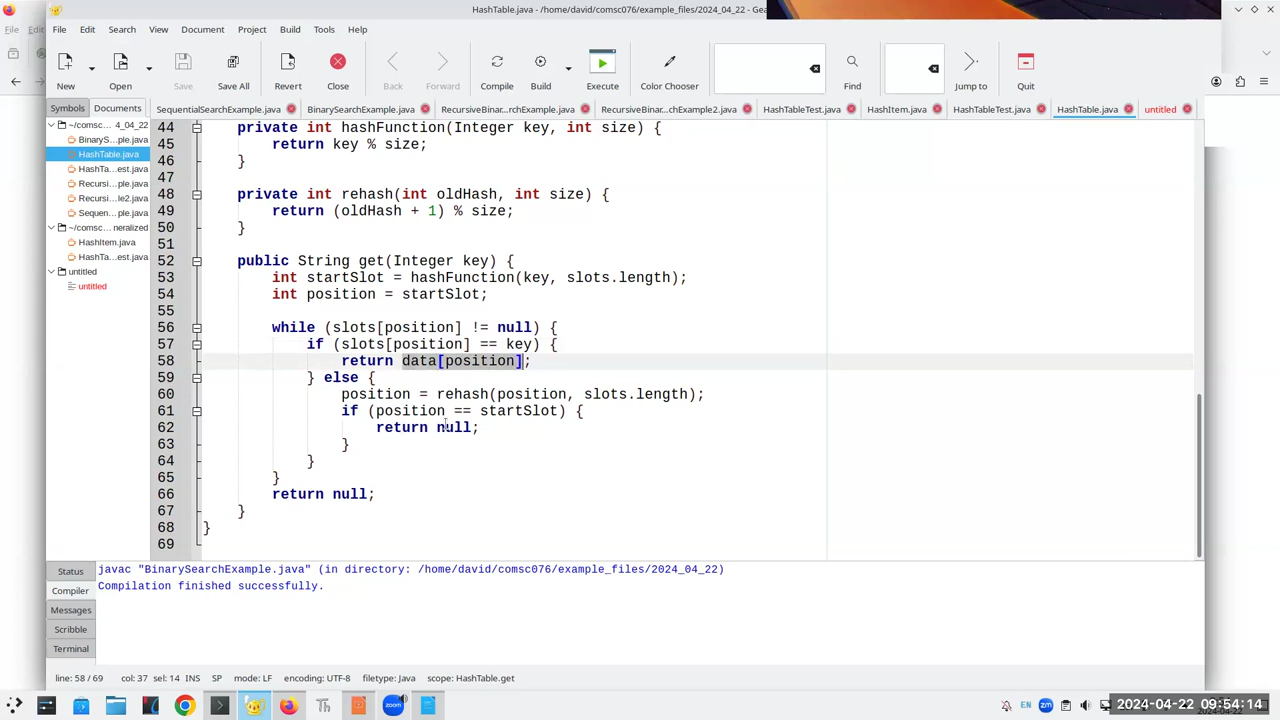 HashTable.java - /home/david/comsc076/example_files/2024_04_22 - Gea
File Edit Search View Document Project Build Tools Help
New Open Save Save All Revert Close Back Forward Compile Build Execute Color Chooser Find Jump to Quit
Symbols Documents SequentialSearchExample.java BinarySearchExample.java RecursiveBinar...rchExample.java RecursiveBinar...chExample2.java HashTableTest.java HashItem.java HashTableTest.java HashTable.java untitled
~/comsc... 4_04_22
BinaryS...ple.java
HashTable.java
HashTa...est.java
Recursi...ple.java
Recursi...le2.java
Sequen...ple.java
~/comsc... neralized
HashItem.java
HashTa...est.java
untitled
untitled
44 private int hashFunction(Integer key, int size) {
45 return key % size;
46 }
47
48 private int rehash(int oldHash, int size) {
49 return (oldHash + 1) % size;
50 }
51
52 public String get(Integer key) {
53 int startSlot = hashFunction(key, slots.length);
54 int position = startSlot;
55
56 while (slots[position] != null) {
57 if (slots[position] == key) {
58 return data[position];
59 } else {
60 position = rehash(position, slots.length);
61 if (position == startSlot) {
62 return null;
63 }
64 }
65 }
66 return null;
67 }
68 }
69
Status
Compiler
Messages
Scribble
Terminal
javac "BinarySearchExample.java" (in directory: /home/david/comsc076/example_files/2024_04_22)
Compilation finished successfully.
line: 58 / 69 col: 37 sel: 14 INS SP mode: LF encoding: UTF-8 filetype: Java scope: HashTable.get
Th zoom EN zm 2024-04-22 09:54:14